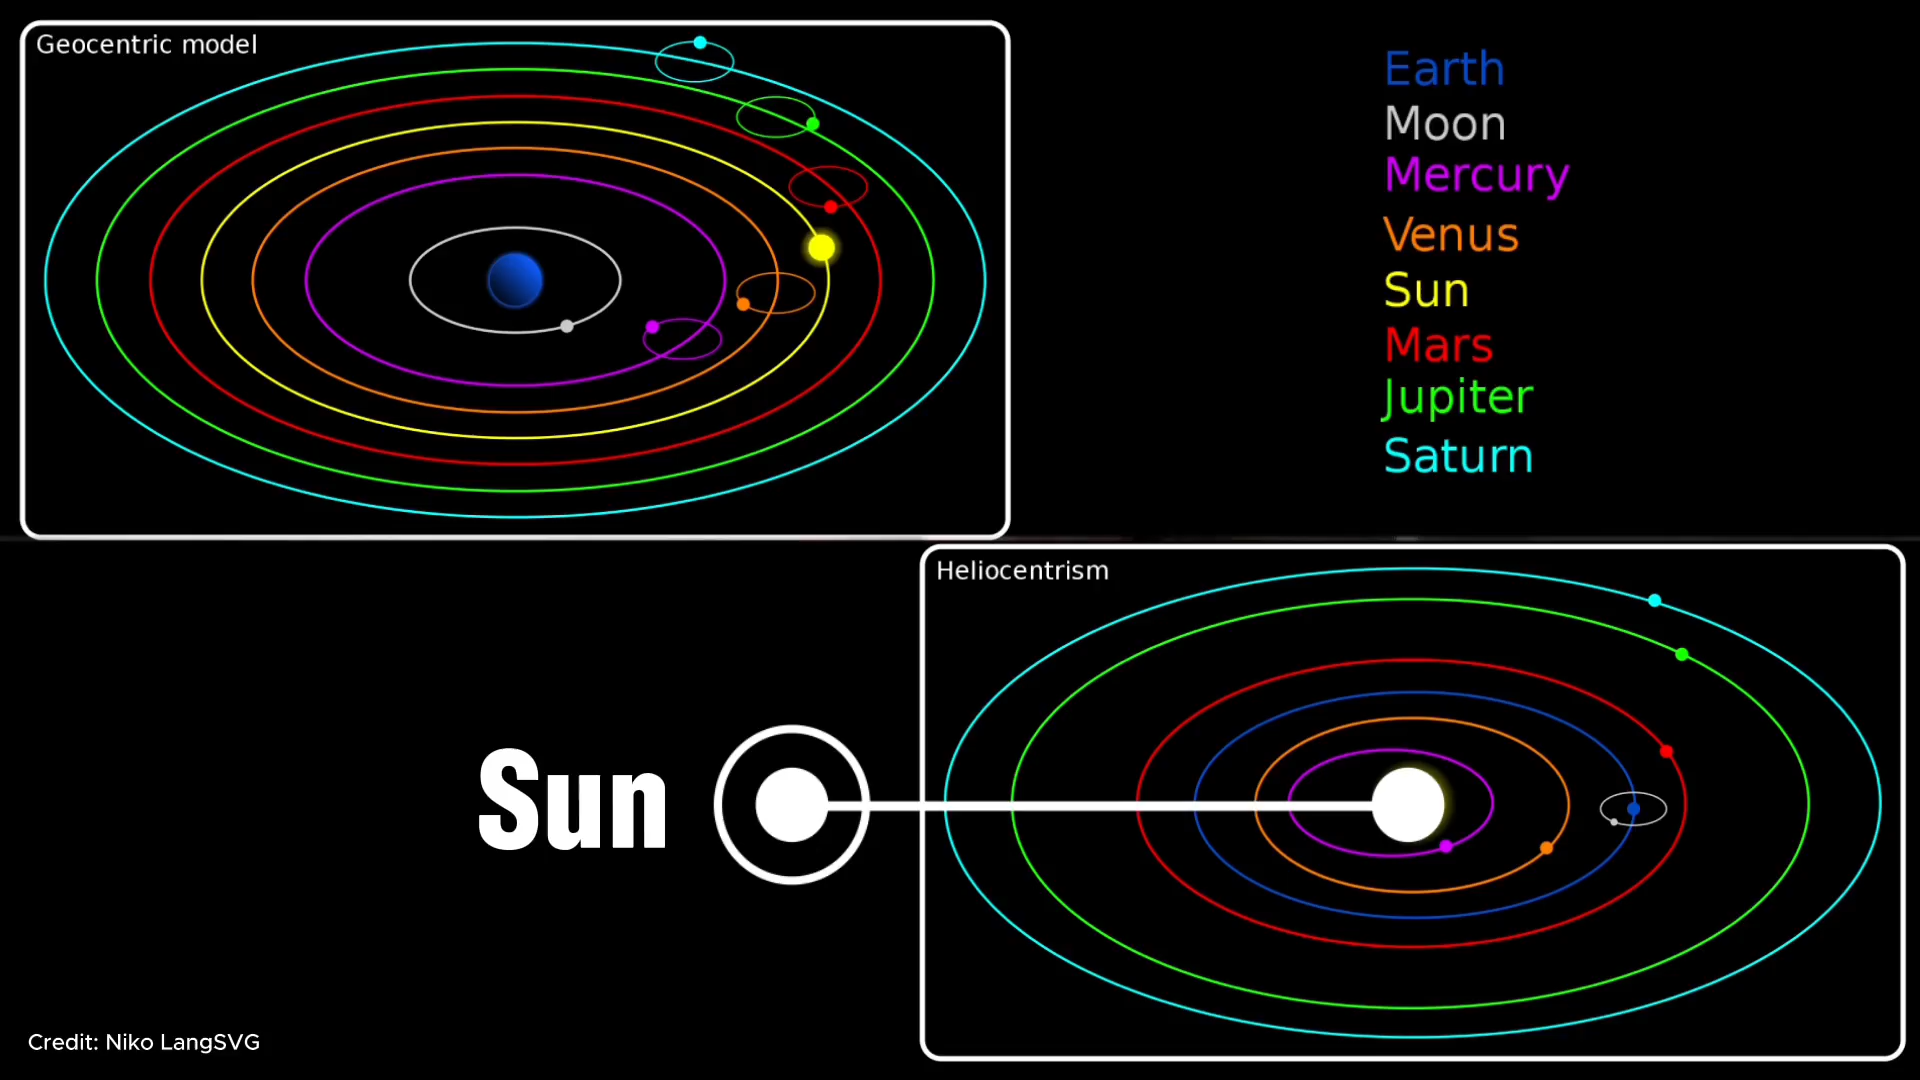 Geocentric model
Earth
Moon
Mercury
Venus
Sun
Mars
Jupiter
Saturn
Heliocentrism
Sun
Credit: Niko LangSVG